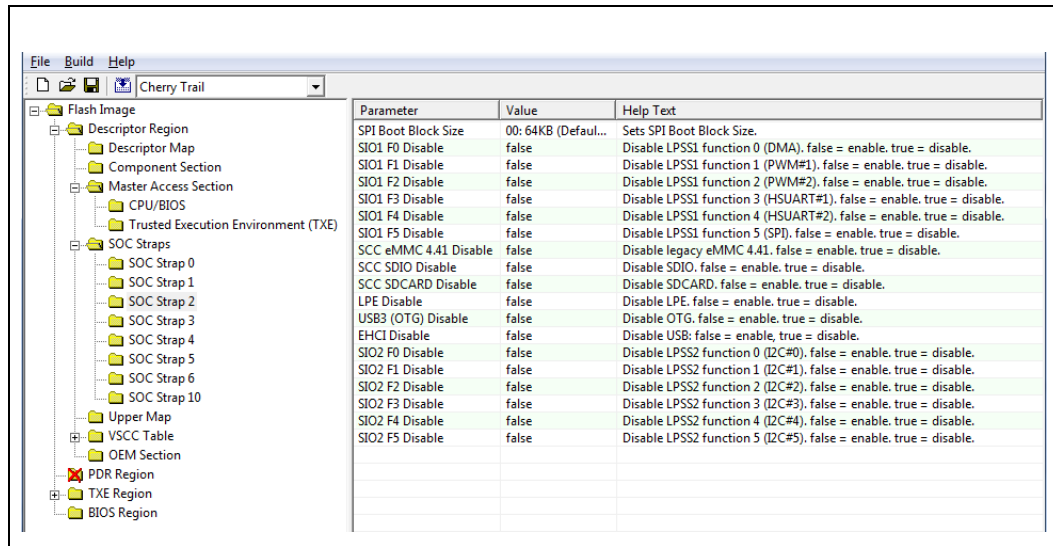 File Build Help
Cherry Trail
Flash Image
Descriptor Region
Descriptor Map
Component Section
Master Access Section
CPU/BIOS
Trusted Execution Environment (TXE)
SOC Straps
SOC Strap 0
SOC Strap 1
SOC Strap 2
SOC Strap 3
SOC Strap 4
SOC Strap 5
SOC Strap 6
SOC Strap 10
Upper Map
VSCC Table
OEM Section
PDR Region
TXE Region
BIOS Region
Parameter Value Help Text
SPI Boot Block Size 00: 64KB (Defaul... Sets SPI Boot Block Size.
SIO1 F0 Disable false Disable LPSS1 function 0 (DMA). false = enable. true = disable.
SIO1 F1 Disable false Disable LPSS1 function 1 (PWM#1). false = enable. true = disable.
SIO1 F2 Disable false Disable LPSS1 function 2 (PWM#2). false = enable. true = disable.
SIO1 F3 Disable false Disable LPSS1 function 3 (HSUART#1). false = enable. true = disable.
SIO1 F4 Disable false Disable LPSS1 function 4 (HSUART#2). false = enable. true = disable.
SIO1 F5 Disable false Disable LPSS1 function 5 (SPI). false = enable. true = disable.
SCC eMMC 4.41 Disable false Disable legacy eMMC 4.41. false = enable. true = disable.
SCC SDIO Disable false Disable SDIO. false = enable. true = disable.
SCC SDCARD Disable false Disable SDCARD. false = enable. true = disable.
LPE Disable false Disable LPE. false = enable. true = disable.
USB3 (OTG) Disable false Disable OTG. false = enable. true = disable.
EHCI Disable false Disable USB: false = enable, true = disable.
SIO2 F0 Disable false Disable LPSS2 function 0 (I2C#0). false = enable. true = disable.
SIO2 F1 Disable false Disable LPSS2 function 1 (I2C#1). false = enable. true = disable.
SIO2 F2 Disable false Disable LPSS2 function 2 (I2C#2). false = enable. true = disable.
SIO2 F3 Disable false Disable LPSS2 function 3 (I2C#3). false = enable. true = disable.
SIO2 F4 Disable false Disable LPSS2 function 4 (I2C#4). false = enable. true = disable.
SIO2 F5 Disable false Disable LPSS2 function 5 (I2C#5). false = enable. true = disable.